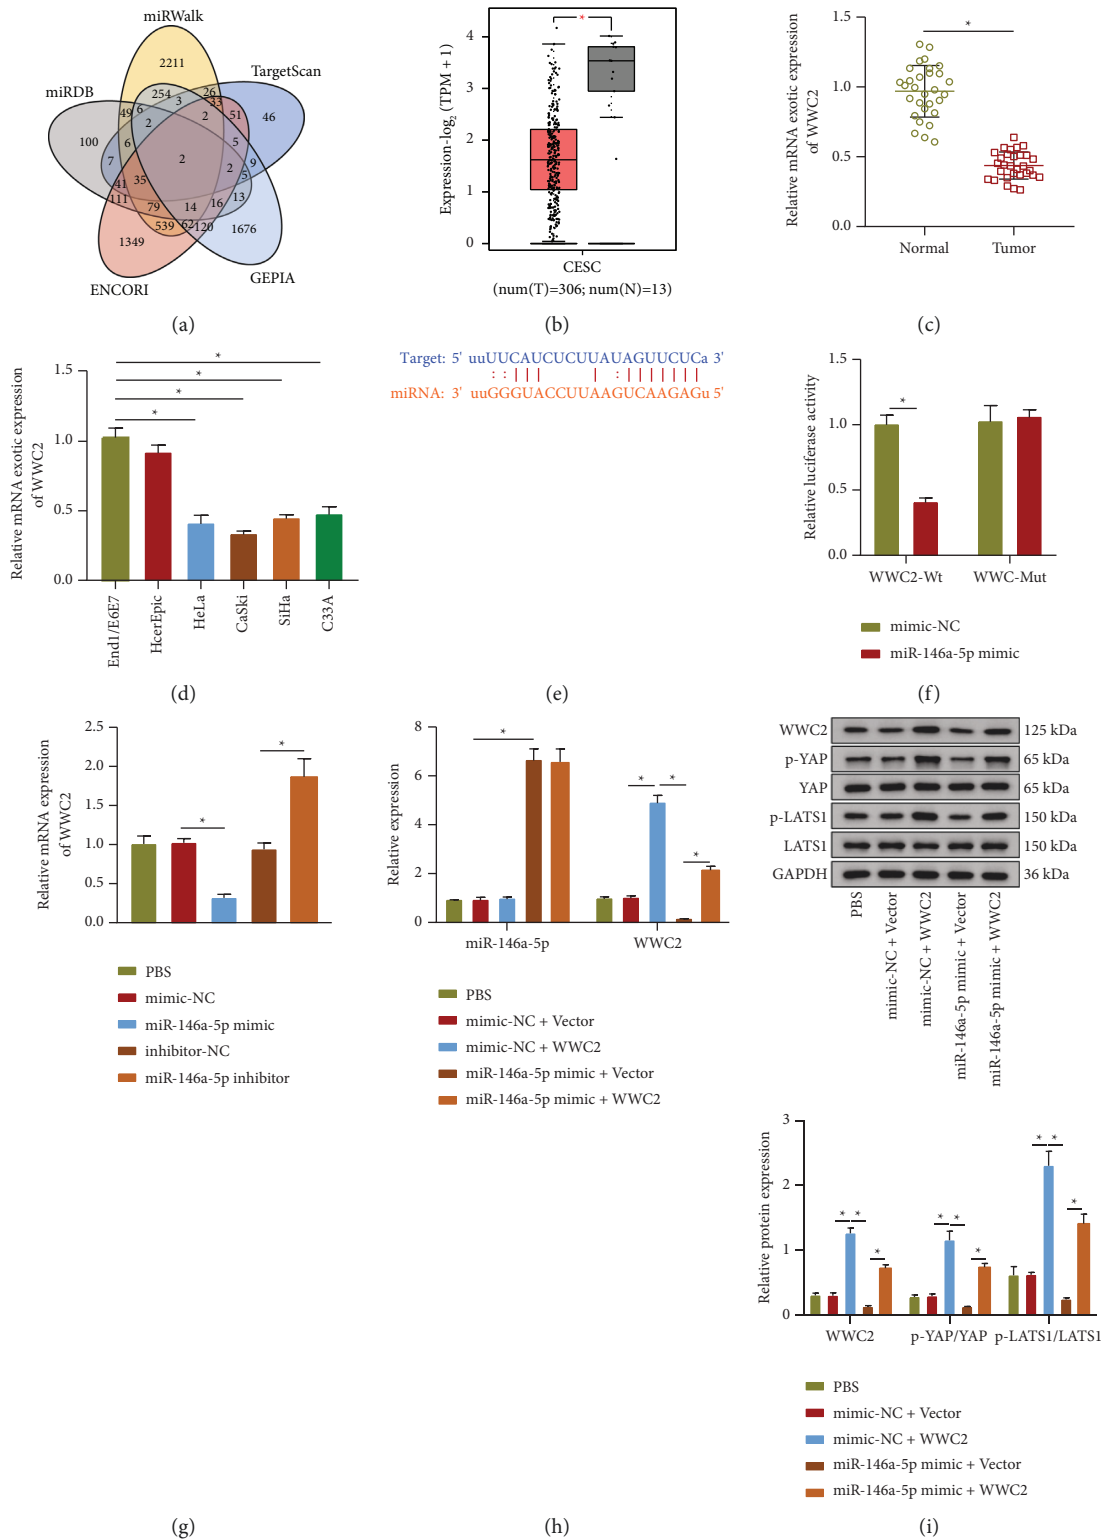 miRWalk
TargetScan
miRDB
ENCORI
GEPIA
2211
254
26
3
33
49
6
2
2
51
46
100
6
5
7
2
2
9
5
41
35
111
79
14
16
13
539
62
120
1349
1676
(a)
Expression-log2 (TPM + 1)
4
3
2
1
0
*
CESC
(num(T)=306; num(N)=13)
(b)
Relative mRNA exotic expression
of WWC2
1.5
1.0
0.5
0.0
*
Normal
Tumor
(c)
Relative mRNA exotic expression
of WWC2
1.5
1.0
0.5
0.0
*
*
*
*
End1/E6E7
HcerEpic
HeLa
CaSki
SiHa
C33A
(d)
Target: 5' uuUUCAUCUCUUAUAGUUCUCa 3'
: : | | | | : | | | | | | |
miRNA: 3' uuGGGUACCUUAAGUCAAGAGu 5'
(e)
Relative luciferase activity
1.5
1.0
0.5
0.0
*
WWC2-Wt
WWC-Mut
mimic-NC
miR-146a-5p mimic
(f)
Relative mRNA expression
of WWC2
2.5
2.0
1.5
1.0
0.5
0.0
*
*
PBS
mimic-NC
miR-146a-5p mimic
inhibitor-NC
miR-146a-5p inhibitor
(g)
Relative expression
8
6
4
2
0
*
* *
*
miR-146a-5p
WWC2
PBS
mimic-NC + Vector
mimic-NC + WWC2
miR-146a-5p mimic + Vector
miR-146a-5p mimic + WWC2
(h)
WWC2 125 kDa
p-YAP 65 kDa
YAP 65 kDa
p-LATS1 150 kDa
LATS1 150 kDa
GAPDH 36 kDa
PBS
mimic-NC + Vector
mimic-NC + WWC2
miR-146a-5p mimic + Vector
miR-146a-5p mimic + WWC2
Relative protein expression
3
2
1
0
* *
*
* *
*
* *
*
WWC2
p-YAP/YAP
p-LATS1/LATS1
PBS
mimic-NC + Vector
mimic-NC + WWC2
miR-146a-5p mimic + Vector
miR-146a-5p mimic + WWC2
(i)